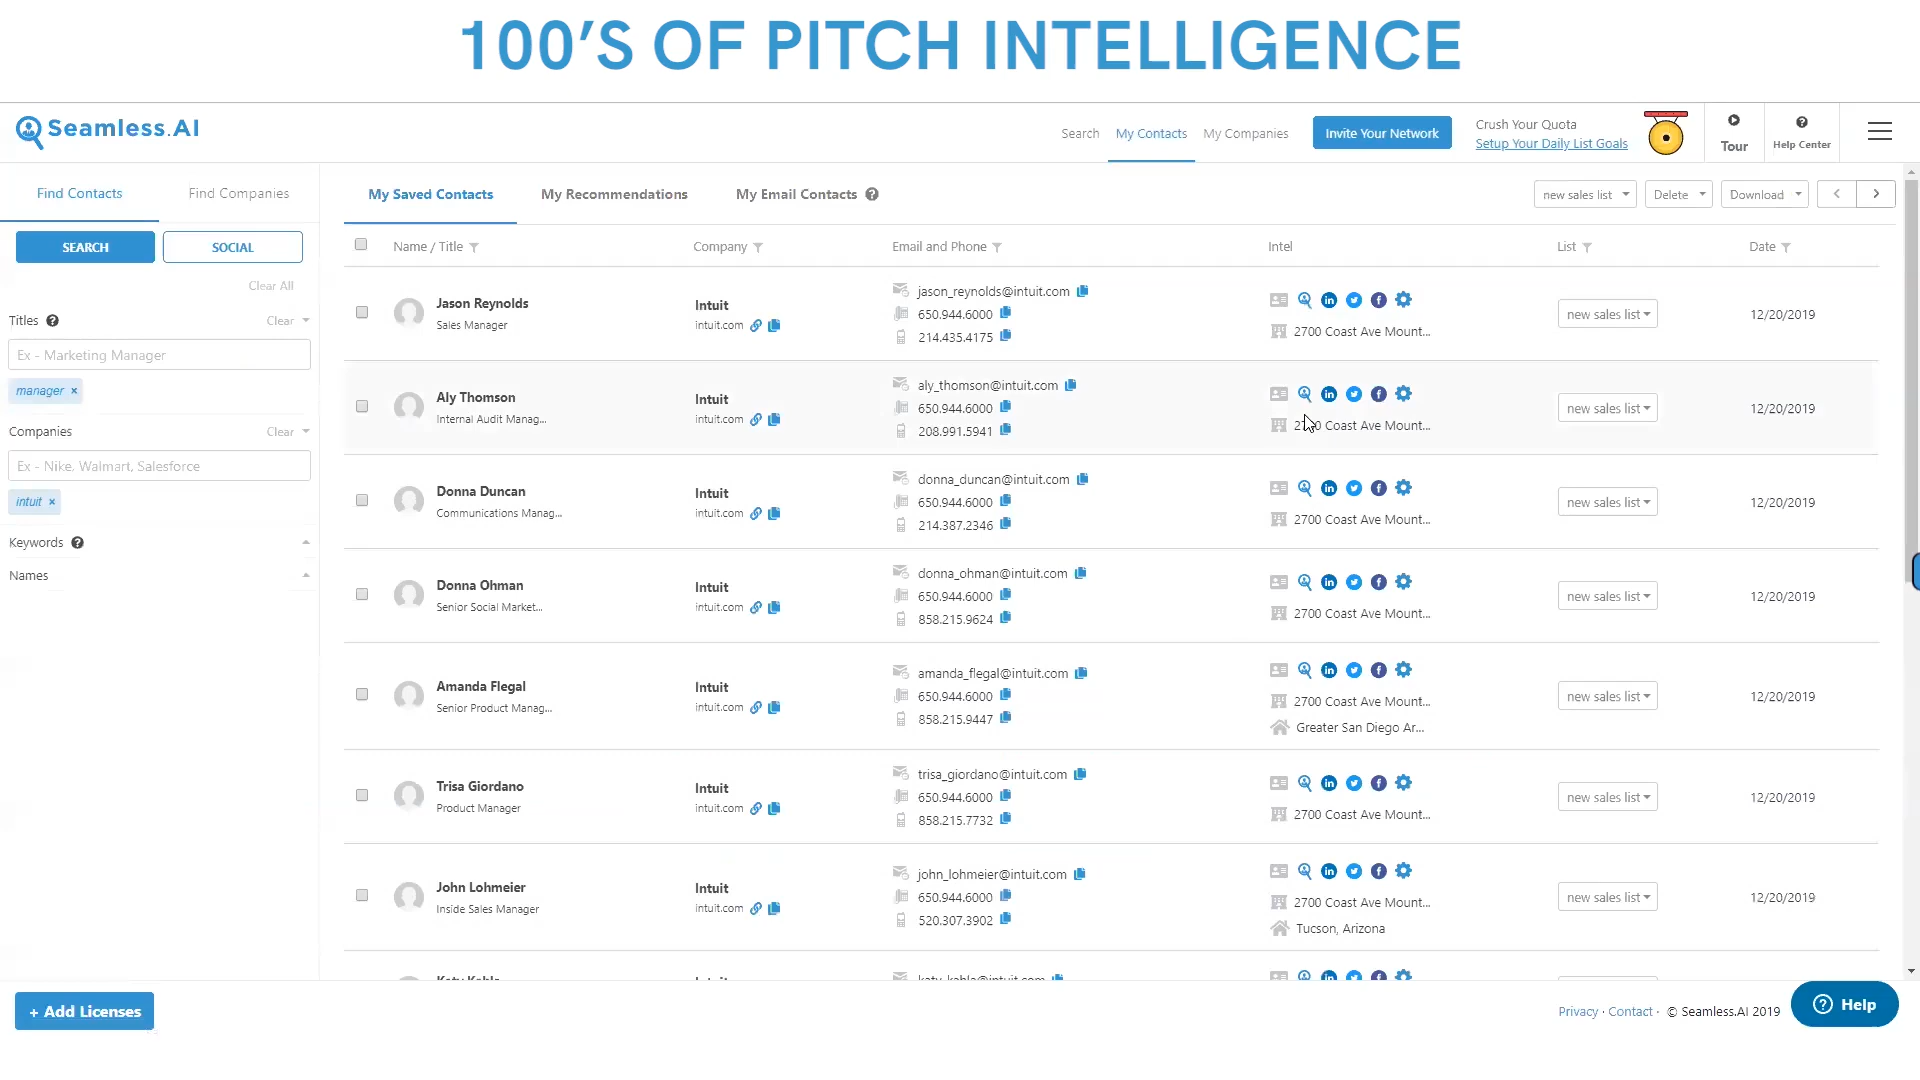 100'S OF PITCH INTELLIGENCE
Seamless.AI
Search My Contacts My Companies Invite Your Network Crush Your Quota
Setup Your Daily List Goals
Tour
Help Center
Find Contacts Find Companies
My Saved Contacts My Recommendations My Email Contacts
new sales list Delete Download
SEARCH SOCIAL
Clear All
Titles Clear
Ex - Marketing Manager
manager
Companies Clear
Ex - Nike, Walmart, Salesforce
intuit
Keywords
Names
Name / Title Company Email and Phone Intel List Date
Jason Reynolds
Sales Manager
Intuit
intuit.com
jason_reynolds@intuit.com
650.944.6000
214.435.4175
2700 Coast Ave Mount...
new sales list
12/20/2019
Aly Thomson
Internal Audit Manag...
Intuit
intuit.com
aly_thomson@intuit.com
650.944.6000
208.991.5941
2700 Coast Ave Mount...
new sales list
12/20/2019
Donna Duncan
Communications Manag...
Intuit
intuit.com
donna_duncan@intuit.com
650.944.6000
214.387.2346
2700 Coast Ave Mount...
new sales list
12/20/2019
Donna Ohman
Senior Social Market...
Intuit
intuit.com
donna_ohman@intuit.com
650.944.6000
858.215.9624
2700 Coast Ave Mount...
new sales list
12/20/2019
Amanda Flegal
Senior Product Manag...
Intuit
intuit.com
amanda_flegal@intuit.com
650.944.6000
858.215.9447
2700 Coast Ave Mount...
Greater San Diego Ar...
new sales list
12/20/2019
Trisa Giordano
Product Manager
Intuit
intuit.com
trisa_giordano@intuit.com
650.944.6000
858.215.7732
2700 Coast Ave Mount...
new sales list
12/20/2019
John Lohmeier
Inside Sales Manager
Intuit
intuit.com
john_lohmeier@intuit.com
650.944.6000
520.307.3902
2700 Coast Ave Mount...
Tucson, Arizona
new sales list
12/20/2019
+ Add Licenses
Privacy · Contact · © Seamless.AI 2019
Help